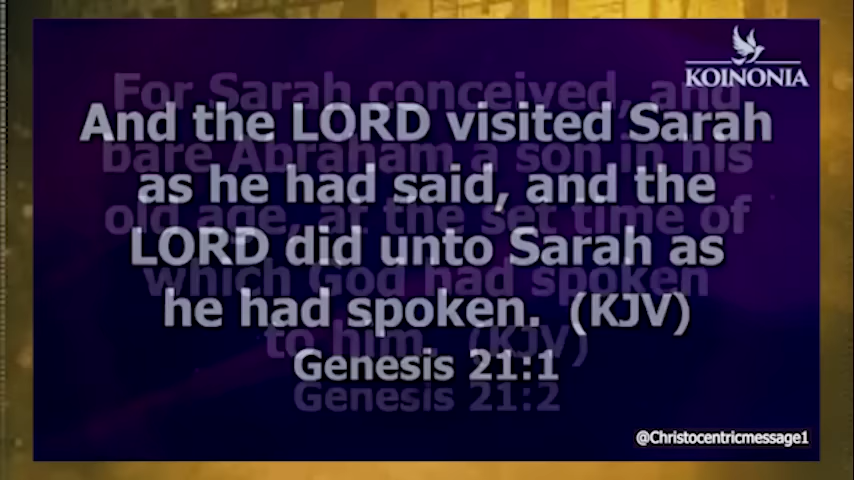 KOINONIA
And the LORD visited Sarah
as he had said, and the
LORD did unto Sarah as
he had spoken. (KJV)
Genesis 21:1
For Sarah conceived, and
bare Abraham a son in his
old age, at the set time of
which God had spoken
to him. (KJV)
Genesis 21:2
@Christocentricmessage1